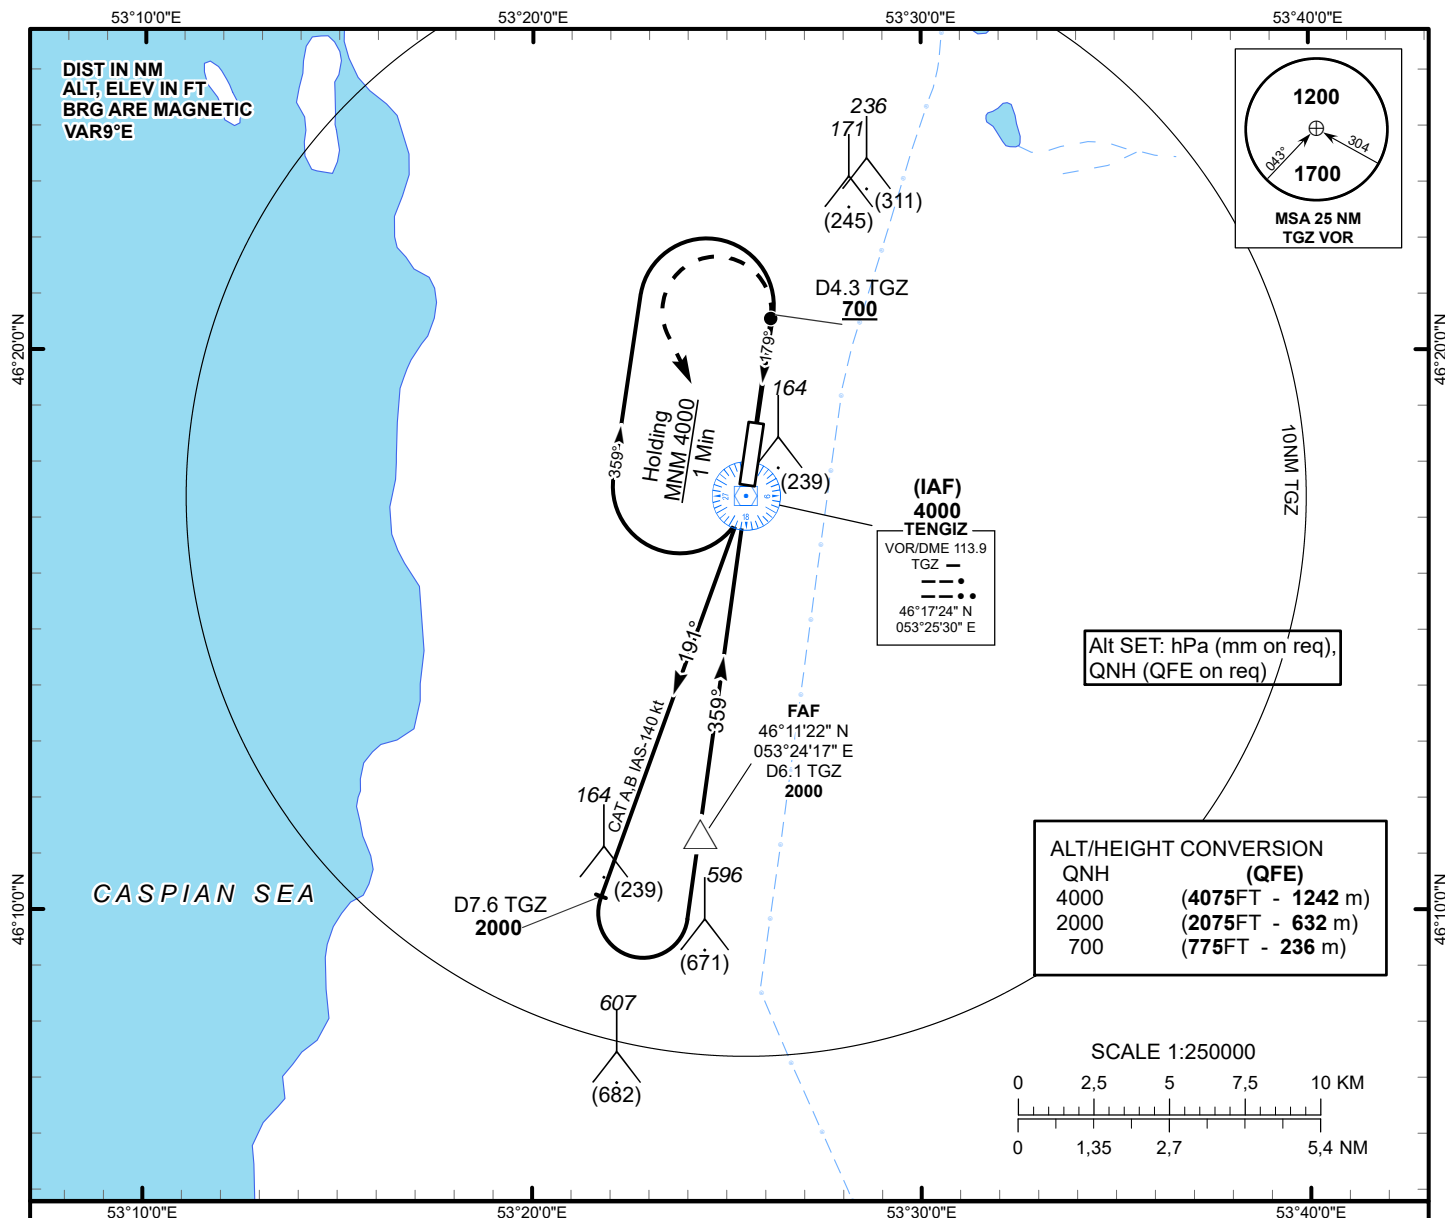 53°10'0"E
53°20'0"E
53°30'0"E
53°40'0"E
DIST IN NM
ALT, ELEV IN FT
BRG ARE MAGNETIC
VAR9°E
1200
043°
304
1700
MSA 25 NM
TGZ VOR
236
171
(311)
(245)
D4.3 TGZ
700
179°
46°20'0"N
46°20'0"N
164
(239)
359°
Holding
MNM 4000
1 Min
27
9
18
(IAF)
4000
TENGIZ
VOR/DME 113.9
TGZ
46°17'24" N
053°25'30" E
10NM TGZ
191°
359°
CAT A,B IAS-140 kt
Alt SET: hPa (mm on req),
QNH (QFE on req)
FAF
46°11'22" N
053°24'17" E
D6.1 TGZ
2000
164
(239)
596
(671)
CASPIAN SEA
D7.6 TGZ
2000
46°10'0"N
46°10'0"N
ALT/HEIGHT CONVERSION
QNH (QFE)
4000 (4075FT - 1242 m)
2000 (2075FT - 632 m)
700 (775FT - 236 m)
607
(682)
SCALE 1:250000
0 2,5 5 7,5 10 KM
0 1,35 2,7 5,4 NM
53°10'0"E
53°20'0"E
53°30'0"E
53°40'0"E